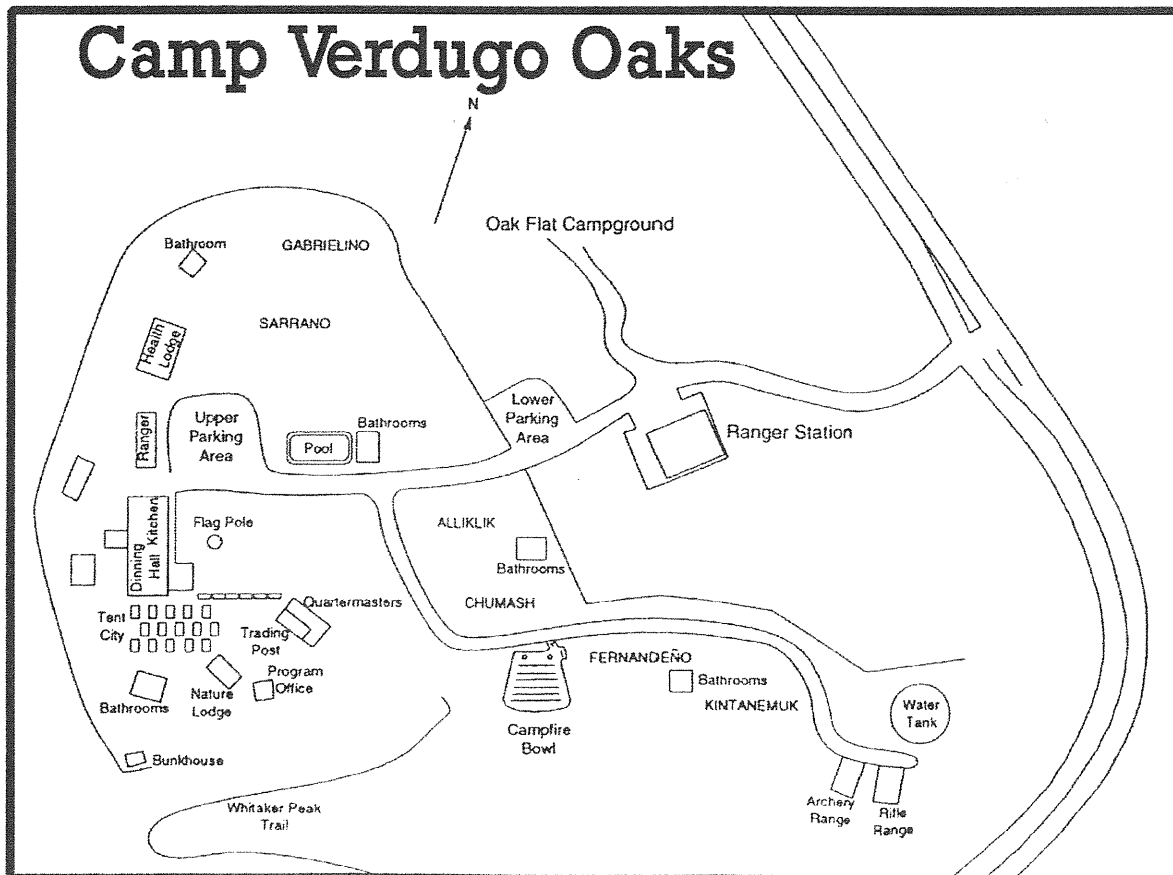 Camp Verdugo Oaks
N
Oak Flat Campground
Bathroom
GABRIELINO
SARRANO
Health
Lodge
Ranger
Upper
Parking
Area
Pool
Bathrooms
Lower
Parking
Area
Ranger Station
Dinning
Hall Kitchen
Flag Pole
ALLIKLIK
Bathrooms
CHUMASH
Tent
City
Quartermasters
Trading
Post
Program
Office
Nature
Lodge
Bathrooms
Bunkhouse
FERNANDEÑO
Bathrooms
KINTANEMUK
Campfire
Bowl
Water
Tank
Archery
Range
Rifle
Range
Whitaker Peak
Trail